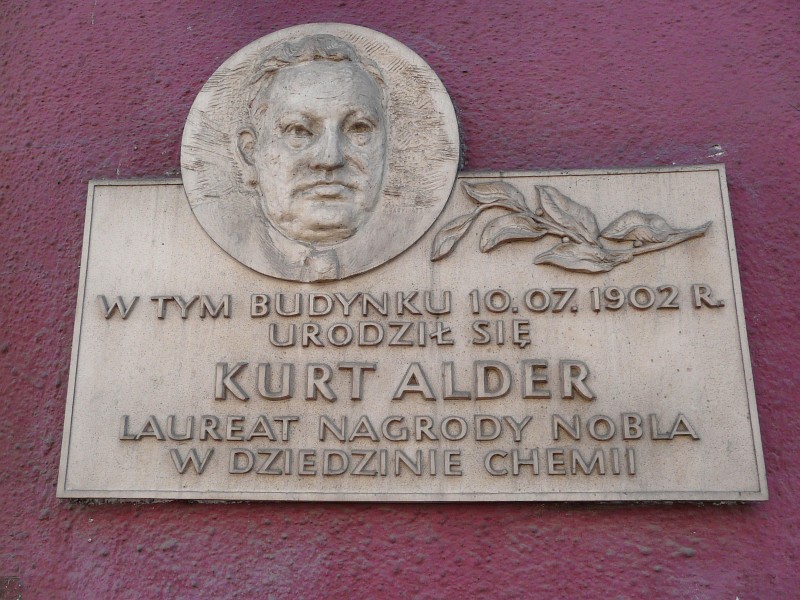 W TYM BUDYNKU 10.07.1902 R.
URODZIŁ SIĘ
KURT ALDER
LAUREAT NAGRODY NOBLA
W DZIEDZINIE CHEMII